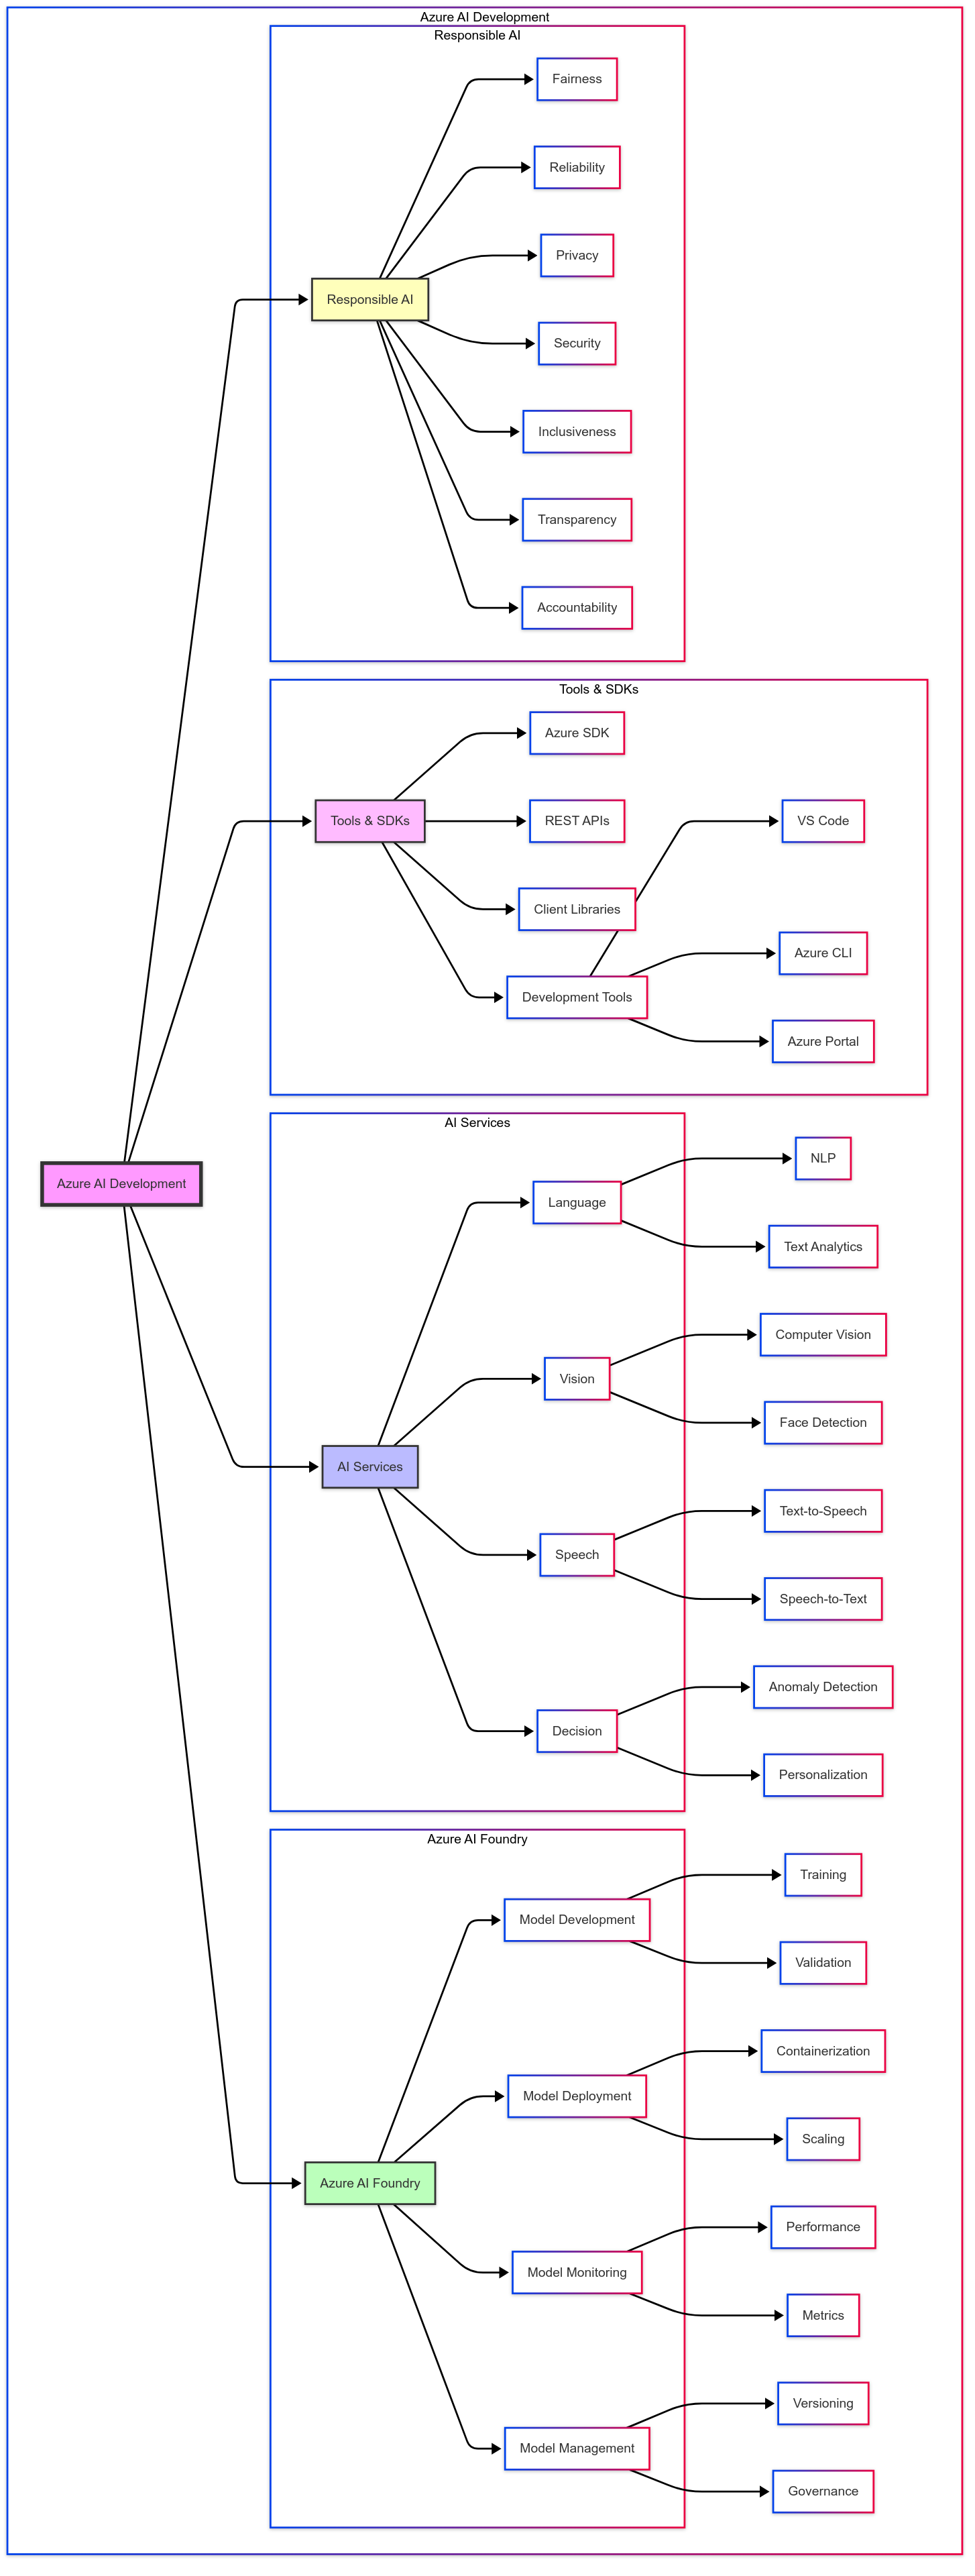 Azure AI Development
Responsible AI
Fairness
Reliability
Privacy
Responsible AI
Security
Inclusiveness
Transparency
Accountability
Tools & SDKs
Azure SDK
Tools & SDKs
REST APIs
VS Code
Client Libraries
Azure CLI
Development Tools
Azure Portal
AI Services
NLP
Azure AI Development
Language
Text Analytics
Computer Vision
Vision
Face Detection
AI Services
Text-to-Speech
Speech
Speech-to-Text
Anomaly Detection
Decision
Personalization
Azure AI Foundry
Training
Model Development
Validation
Containerization
Model Deployment
Scaling
Azure AI Foundry
Performance
Model Monitoring
Metrics
Versioning
Model Management
Governance